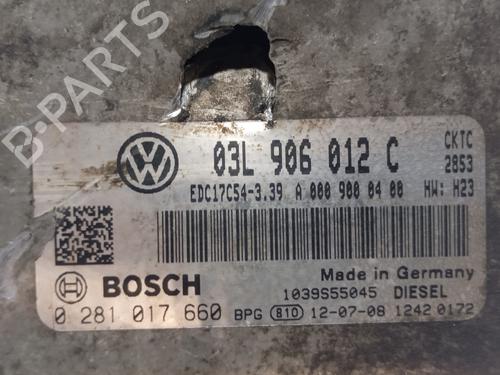 B-PARTS
03L 906 012 C
CKTC
2853
EDC17C54-3.39 A 000 900 04 00 HW: H23
BOSCH
Made in Germany
1039S55045 DIESEL
0 281 017 660 BPG 810 12-07-08 1242 0172